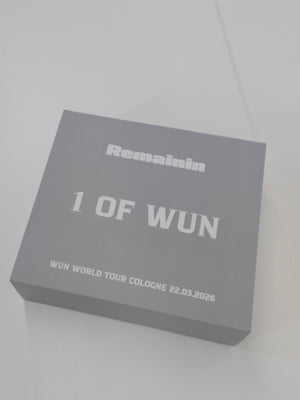 Remainin
1 OF WUN
WUN WORLD TOUR COLOGNE 22.03.2026